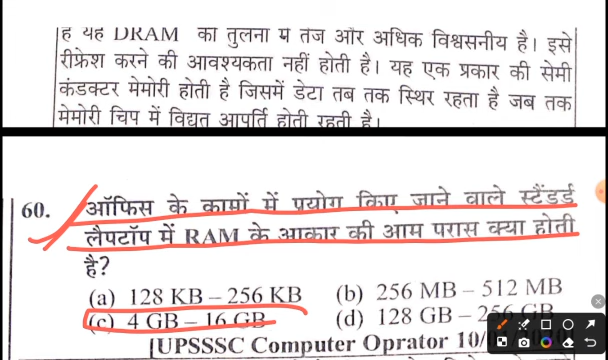 है यह DRAM का तुलना म तेज और अधिक विश्वसनीय है। इसे
रीफ्रेश करने की आवश्यकता नहीं होती है। यह एक प्रकार की सेमी
कंडक्टर मेमोरी होती है जिसमें डेटा तब तक स्थिर रहता है जब तक
मेमोरी चिप में विद्युत आपूर्ति होती रहती है।
60. ऑफिस के कामों में प्रयोग किए जाने वाले स्टैंडर्ड
लैपटॉप में RAM के आकार की आम परास क्या होती
है?
(a) 128 KB – 256 KB (b) 256 MB – 512 MB
(c) 4 GB – 16 GB (d) 128 GB – 256 GB
[UPSSSC Computer Oprator 10/